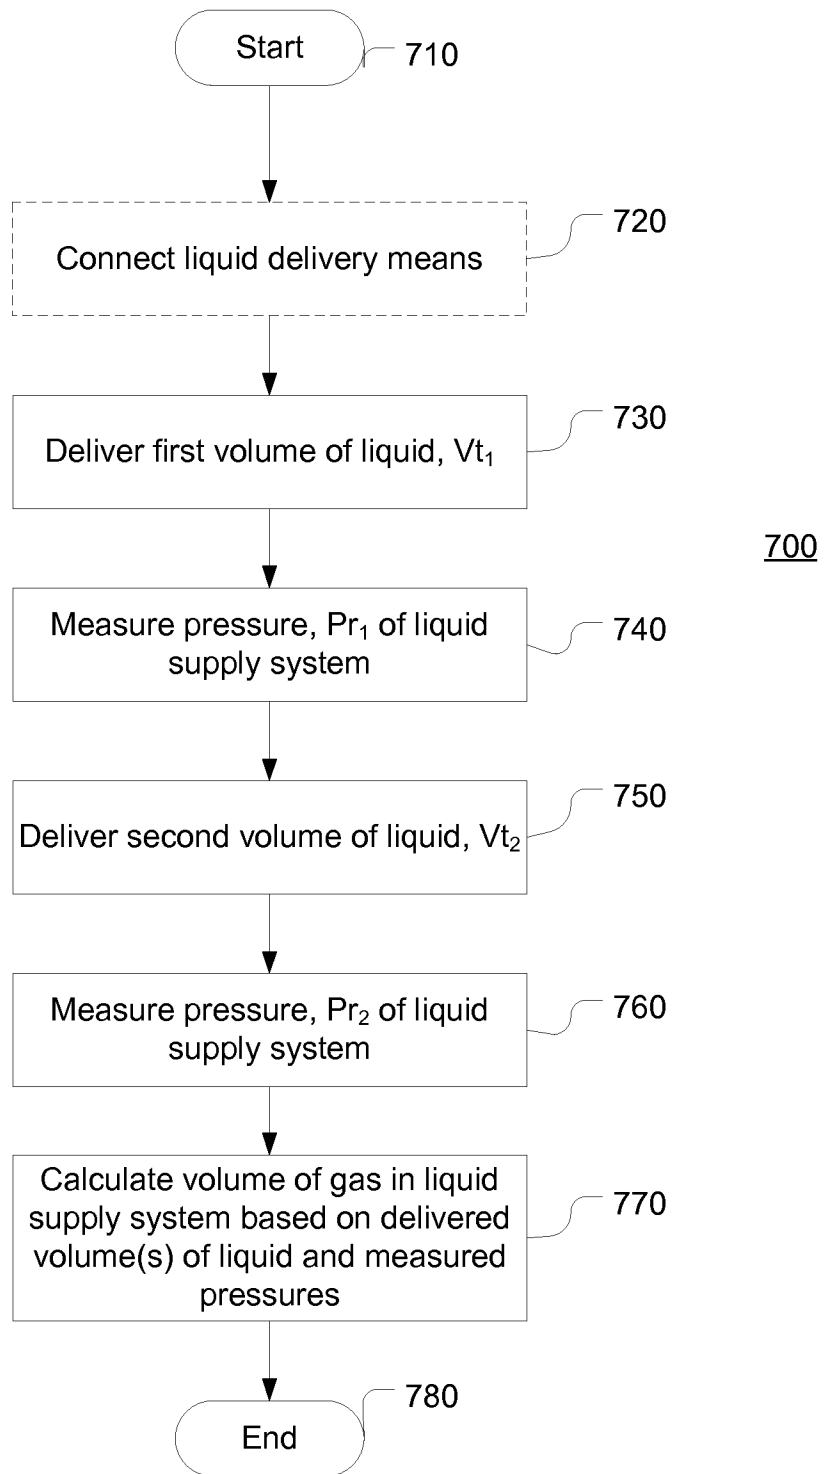 Start
710
720
Connect liquid delivery means
730
Deliver first volume of liquid, Vt₁
700
Measure pressure, Pr₁ of liquid
supply system
740
750
Deliver second volume of liquid, Vt₂
760
Measure pressure, Pr₂ of liquid
supply system
Calculate volume of gas in liquid
supply system based on delivered
volume(s) of liquid and measured
pressures
770
780
End